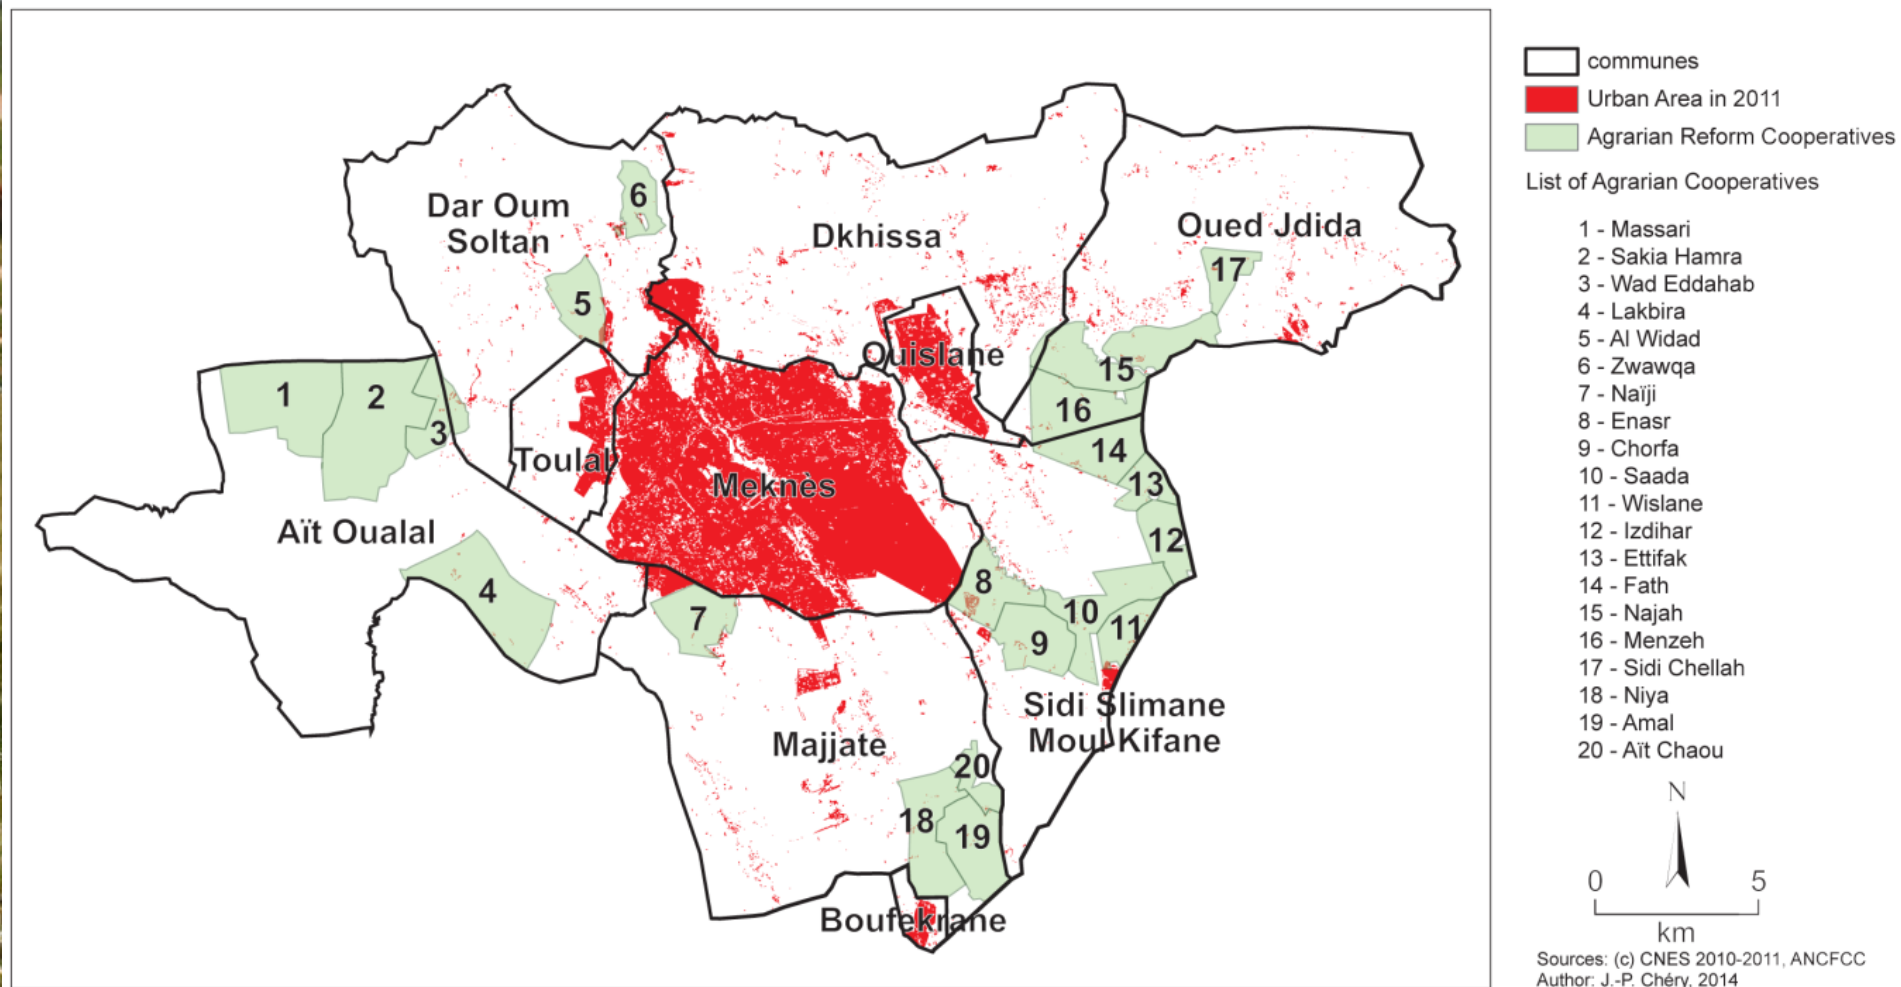 communes
Urban Area in 2011
Agrarian Reform Cooperatives
List of Agrarian Cooperatives
1 - Massari
2 - Sakia Hamra
3 - Wad Eddahab
4 - Lakbira
5 - Al Widad
6 - Zwawqa
7 - Naïji
8 - Enasr
9 - Chorfa
10 - Saada
11 - Wislane
12 - Izdihar
13 - Ettifak
14 - Fath
15 - Najah
16 - Menzeh
17 - Sidi Chellah
18 - Niya
19 - Amal
20 - Aït Chaou
N
0 5
km
Sources: (c) CNES 2010-2011, ANCFCC
Author: J.-P. Chéry, 2014
6
Dar Oum
Soltan
Dkhissa
Oued Jdida
17
5
Ouislane
15
1
2
16
3
14
Toulal
Meknès
13
Aït Oualal
12
8
4
10
7
11
9
Sidi Slimane
Moul Kifane
Majjate
20
18
19
Boufekrane